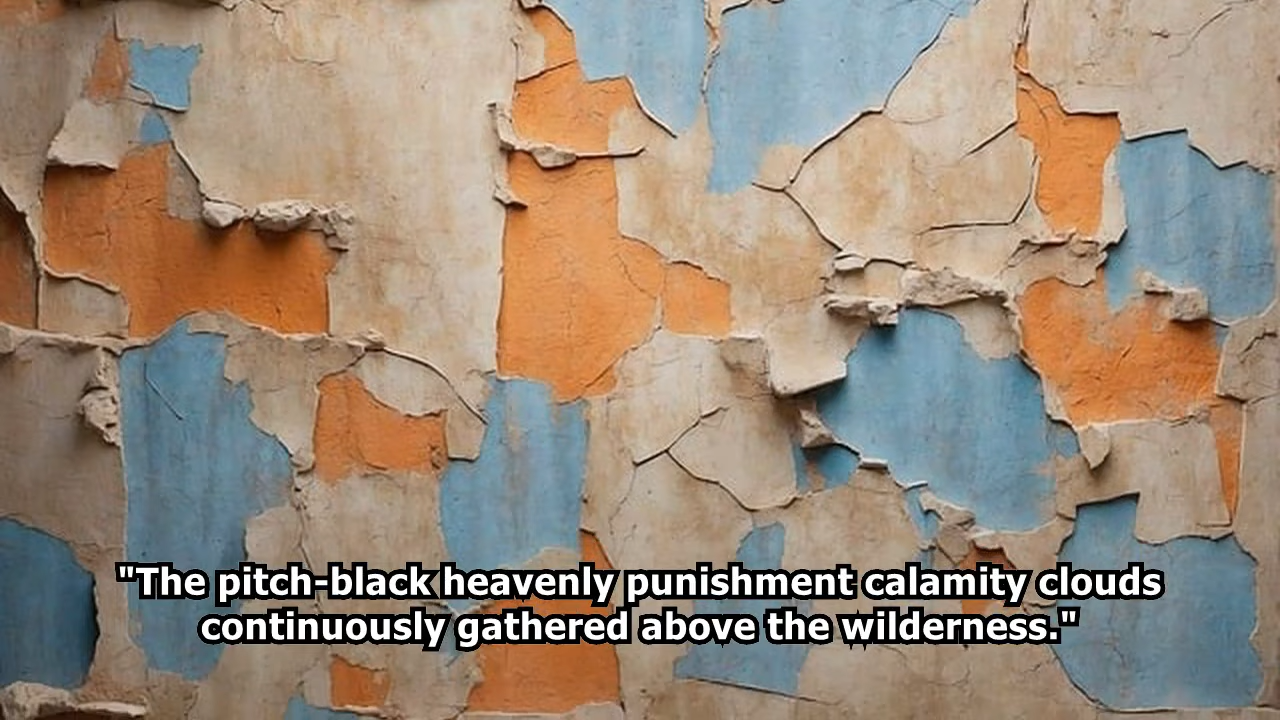 "The pitch-black heavenly punishment calamity clouds
continuously gathered above the wilderness."